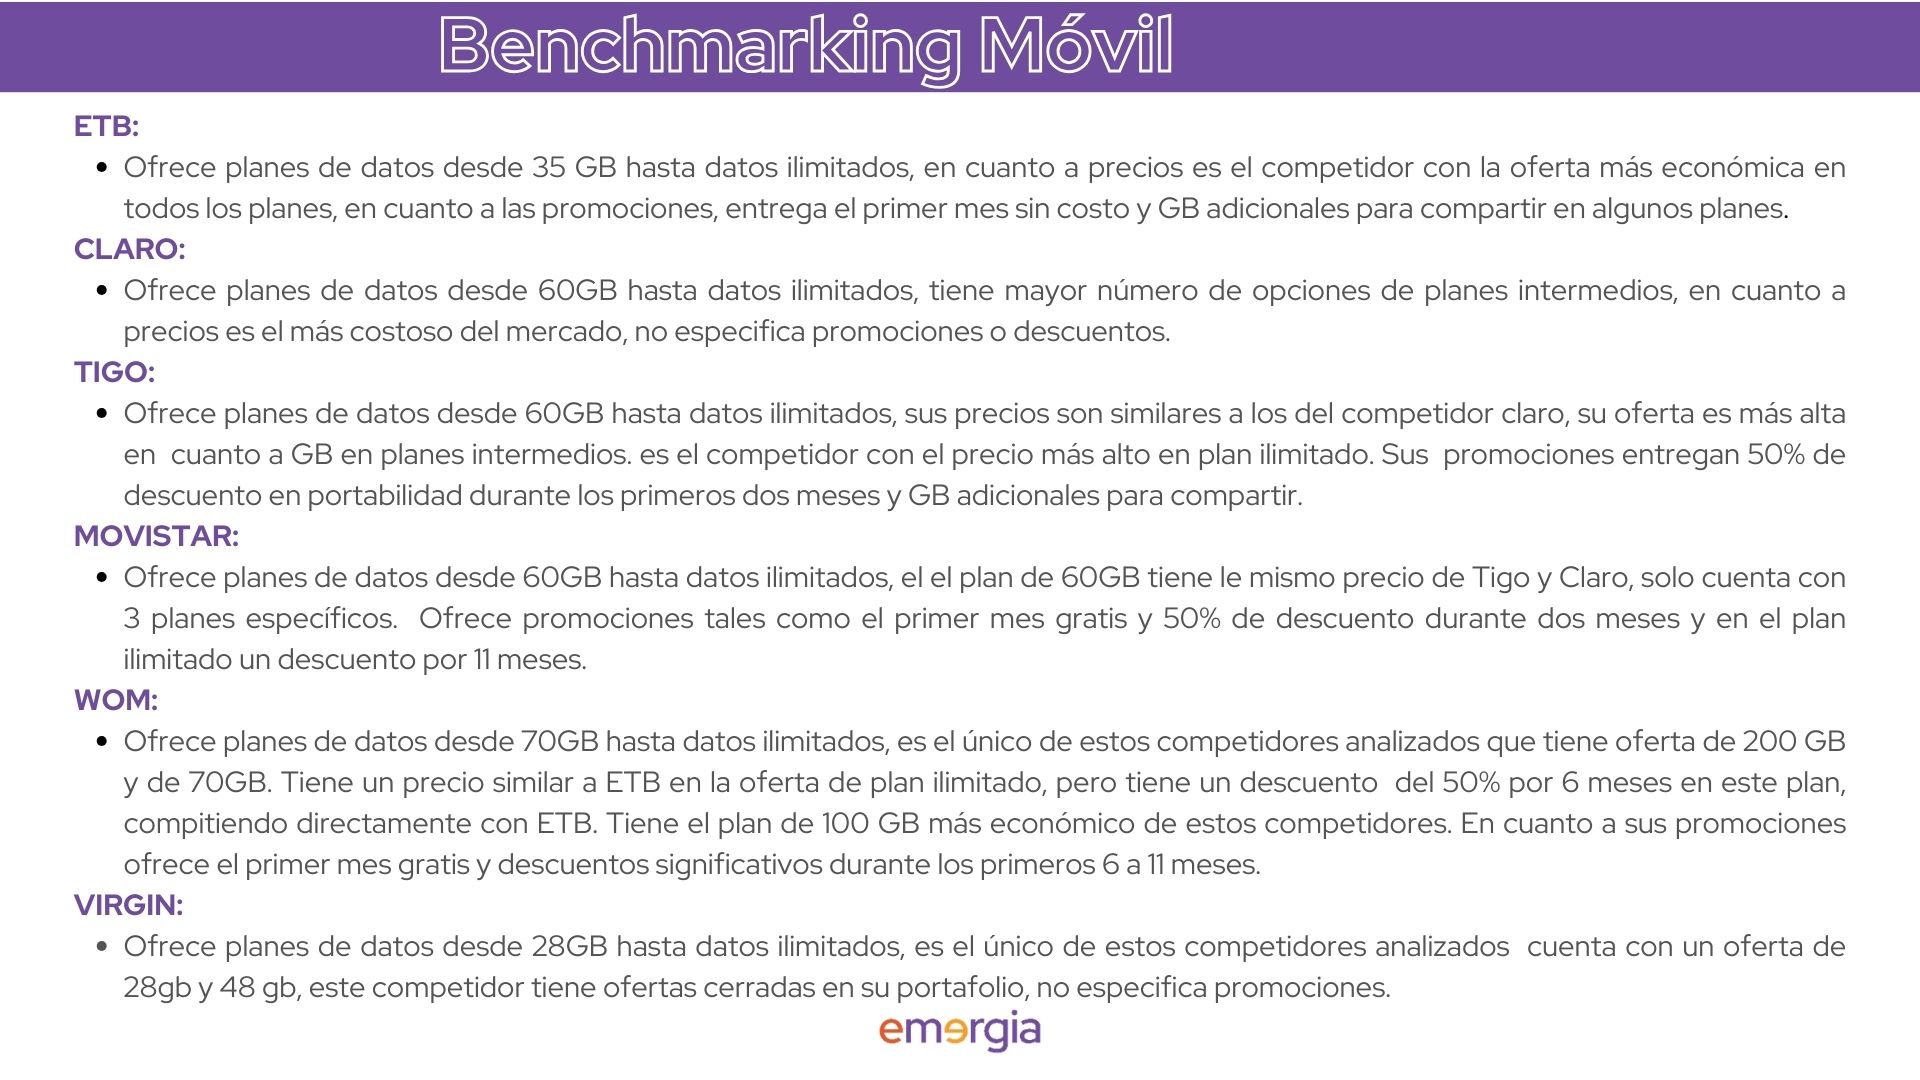 Benchmarking Móvil
ETB:
• Ofrece planes de datos desde 35 GB hasta datos ilimitados, en cuanto a precios es el competidor con la oferta más económica en
todos los planes, en cuanto a las promociones, entrega el primer mes sin costo y GB adicionales para compartir en algunos planes.
CLARO:
• Ofrece planes de datos desde 60GB hasta datos ilimitados, tiene mayor número de opciones de planes intermedios, en cuanto a
precios es el más costoso del mercado, no especifica promociones o descuentos.
TIGO:
• Ofrece planes de datos desde 60GB hasta datos ilimitados, sus precios son similares a los del competidor claro, su oferta es más alta
en cuanto a GB en planes intermedios. es el competidor con el precio más alto en plan ilimitado. Sus promociones entregan 50% de
descuento en portabilidad durante los primeros dos meses y GB adicionales para compartir.
MOVISTAR:
• Ofrece planes de datos desde 60GB hasta datos ilimitados, el el plan de 60GB tiene le mismo precio de Tigo y Claro, solo cuenta con
3 planes específicos. Ofrece promociones tales como el primer mes gratis y 50% de descuento durante dos meses y en el plan
ilimitado un descuento por 11 meses.
WOM:
• Ofrece planes de datos desde 70GB hasta datos ilimitados, es el único de estos competidores analizados que tiene oferta de 200 GB
y de 70GB. Tiene un precio similar a ETB en la oferta de plan ilimitado, pero tiene un descuento del 50% por 6 meses en este plan,
compitiendo directamente con ETB. Tiene el plan de 100 GB más económico de estos competidores. En cuanto a sus promociones
ofrece el primer mes gratis y descuentos significativos durante los primeros 6 a 11 meses.
VIRGIN:
• Ofrece planes de datos desde 28GB hasta datos ilimitados, es el único de estos competidores analizados cuenta con un oferta de
28gb y 48 gb, este competidor tiene ofertas cerradas en su portafolio, no especifica promociones.
emergia